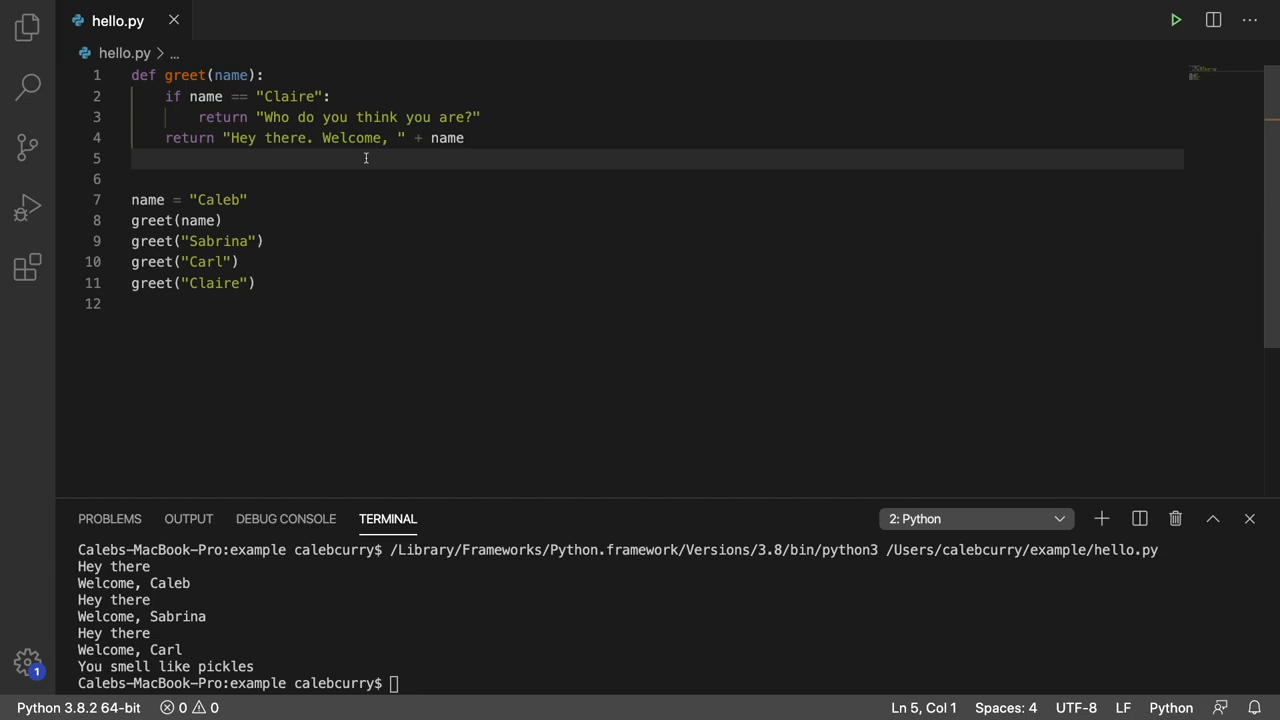 hello.py
hello.py > ...
1 def greet(name):
2 if name == "Claire":
3 return "Who do you think you are?"
4 return "Hey there. Welcome, " + name
5
6
7 name = "Caleb"
8 greet(name)
9 greet("Sabrina")
10 greet("Carl")
11 greet("Claire")
12
PROBLEMS OUTPUT DEBUG CONSOLE TERMINAL 2: Python
Calebs-MacBook-Pro:example calebcurry$ /Library/Frameworks/Python.framework/Versions/3.8/bin/python3 /Users/calebcurry/example/hello.py
Hey there
Welcome, Caleb
Hey there
Welcome, Sabrina
Hey there
Welcome, Carl
You smell like pickles
Calebs-MacBook-Pro:example calebcurry$
1
Python 3.8.2 64-bit 0 0 Ln 5, Col 1 Spaces: 4 UTF-8 LF Python